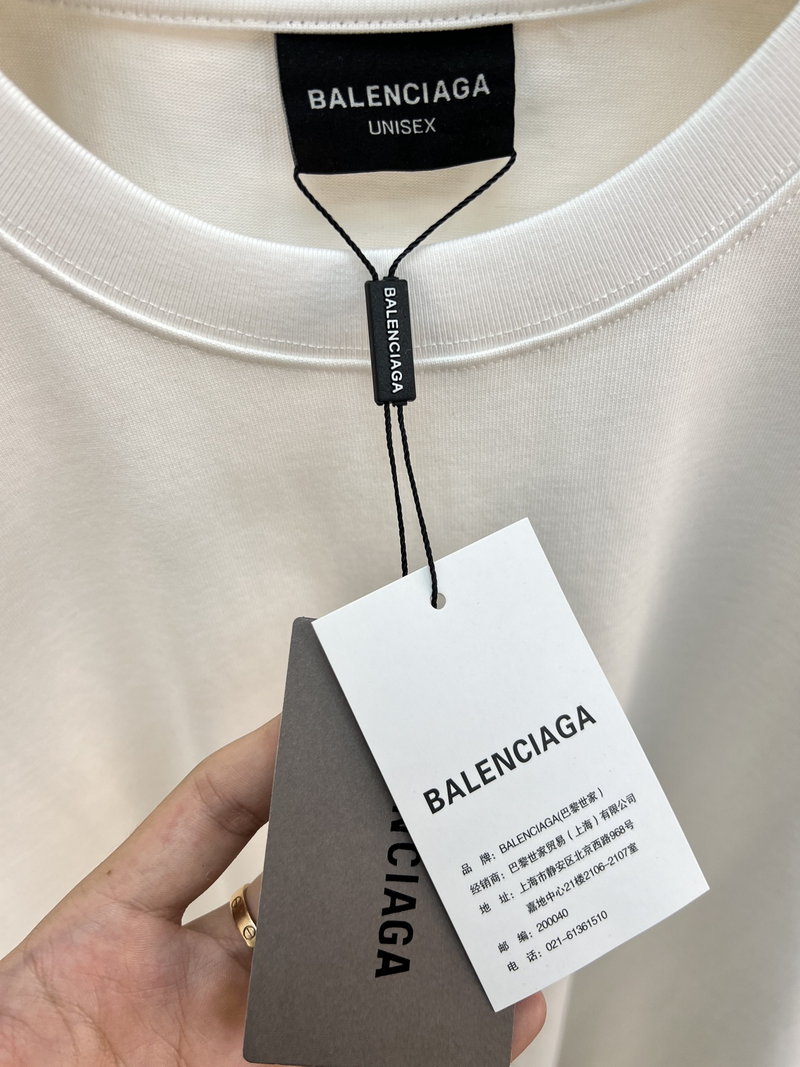 BALENCIAGA
UNISEX
BALENCIAGA
BALENCIAGA
品 牌：BALENCIAGA(巴黎世家）
经销商：巴黎世家贸易（上海）有限公司
地 址：上海市静安区北京西路968号
嘉地中心21楼2106-2107室
邮 编：200040
电 话：021-61361510
NCIAGA